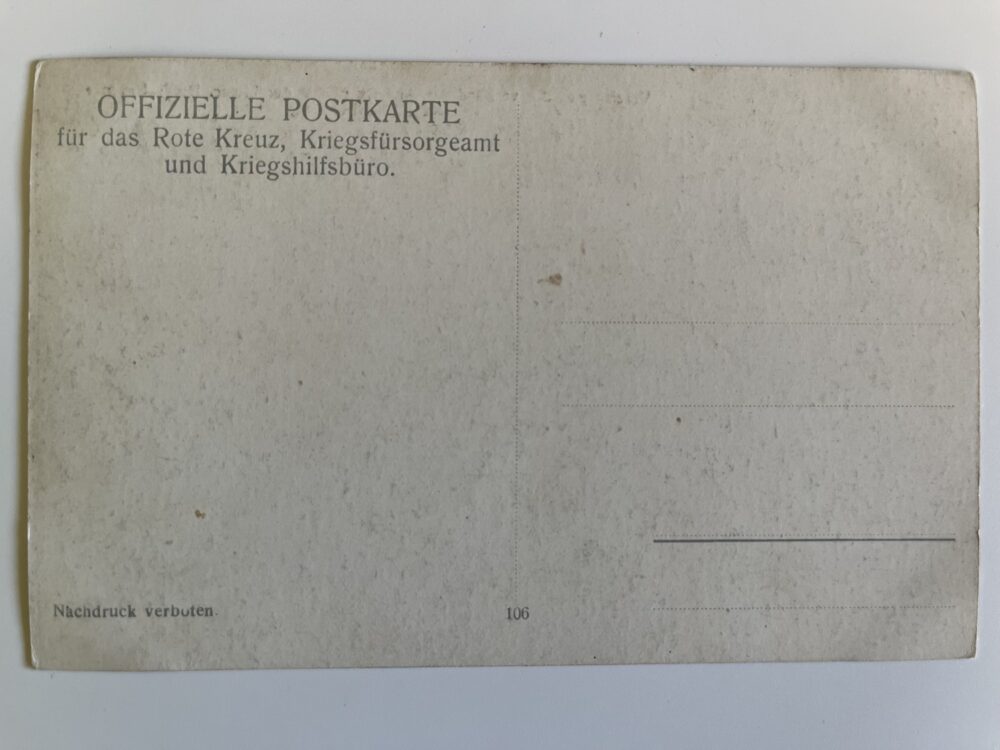 OFFIZIELLE POSTKARTE
für das Rote Kreuz, Kriegsfürsorgeamt
und Kriegshilfsbüro.
Nachdruck verboten.
106